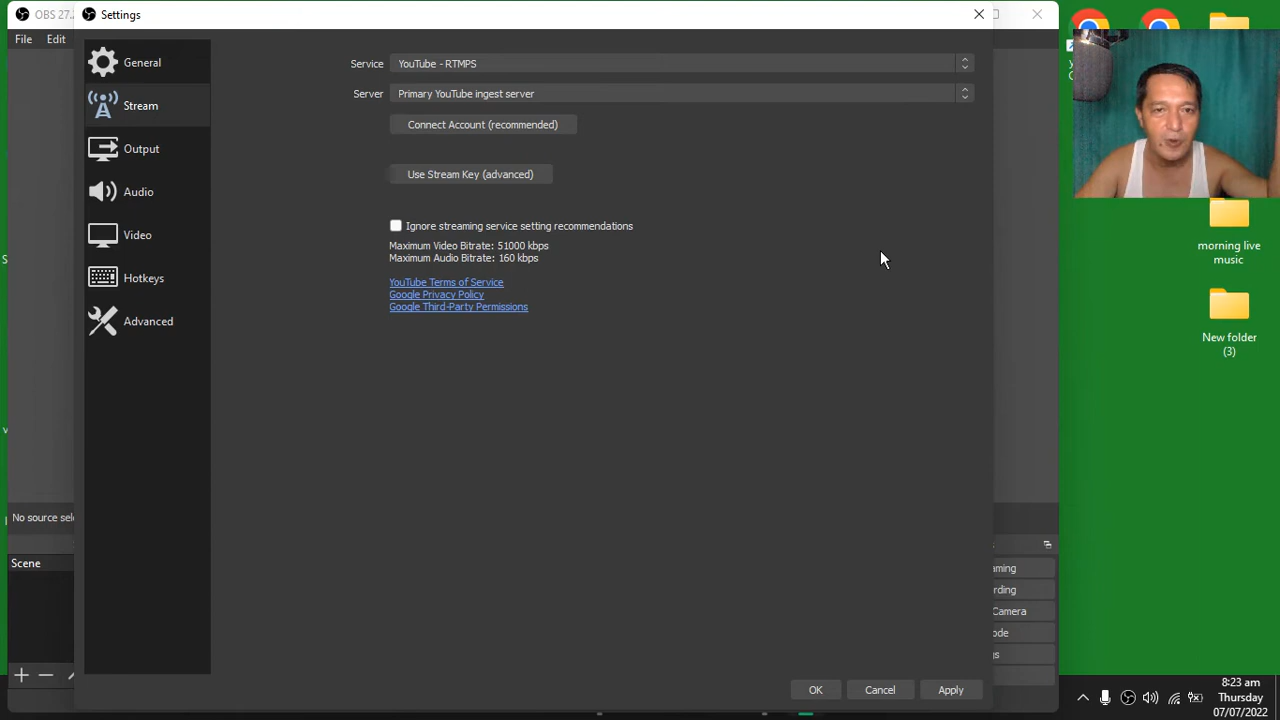 OBS 27.
Settings
File Edit
General
Stream
Output
Audio
Video
Hotkeys
Advanced
Service YouTube - RTMPS
Server Primary YouTube ingest server
Connect Account (recommended)
Use Stream Key (advanced)
Ignore streaming service setting recommendations
Maximum Video Bitrate: 51000 kbps
Maximum Audio Bitrate: 160 kbps
YouTube Terms of Service
Google Privacy Policy
Google Third-Party Permissions
morning live
music
New folder
(3)
No source sel
Scene
aming
rding
Camera
ode
gs
OK Cancel Apply
8:23 am
Thursday
07/07/2022